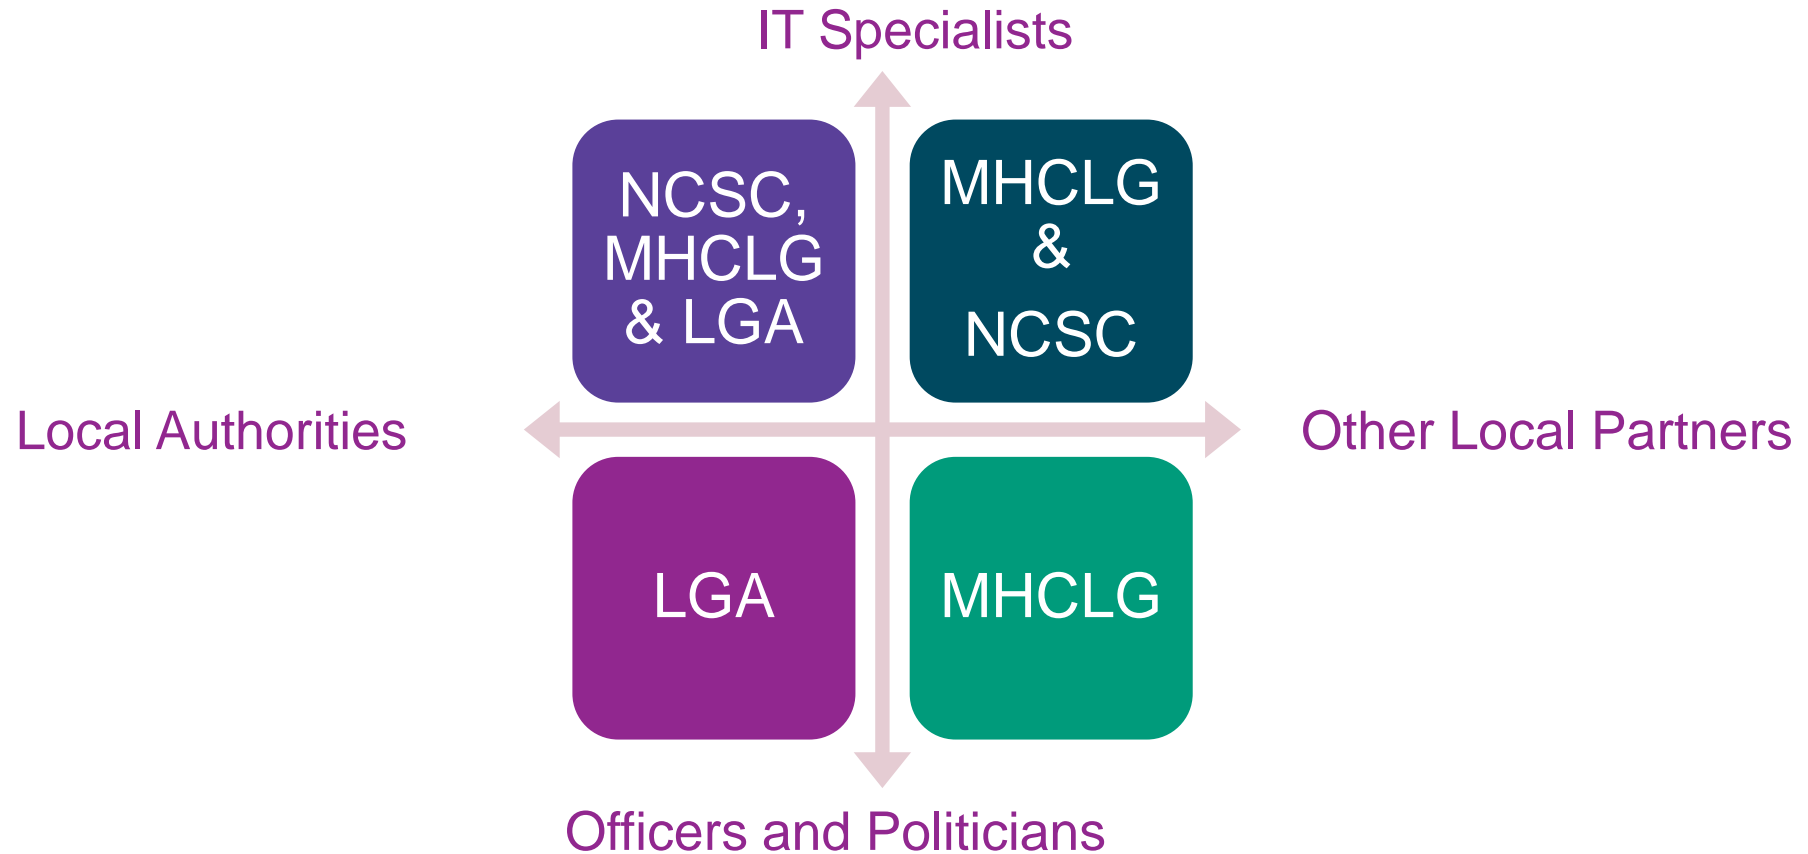 IT Specialists
NCSC,
MHCLG
& LGA
MHCLG
&
NCSC
Local Authorities
Other Local Partners
LGA
MHCLG
Officers and Politicians